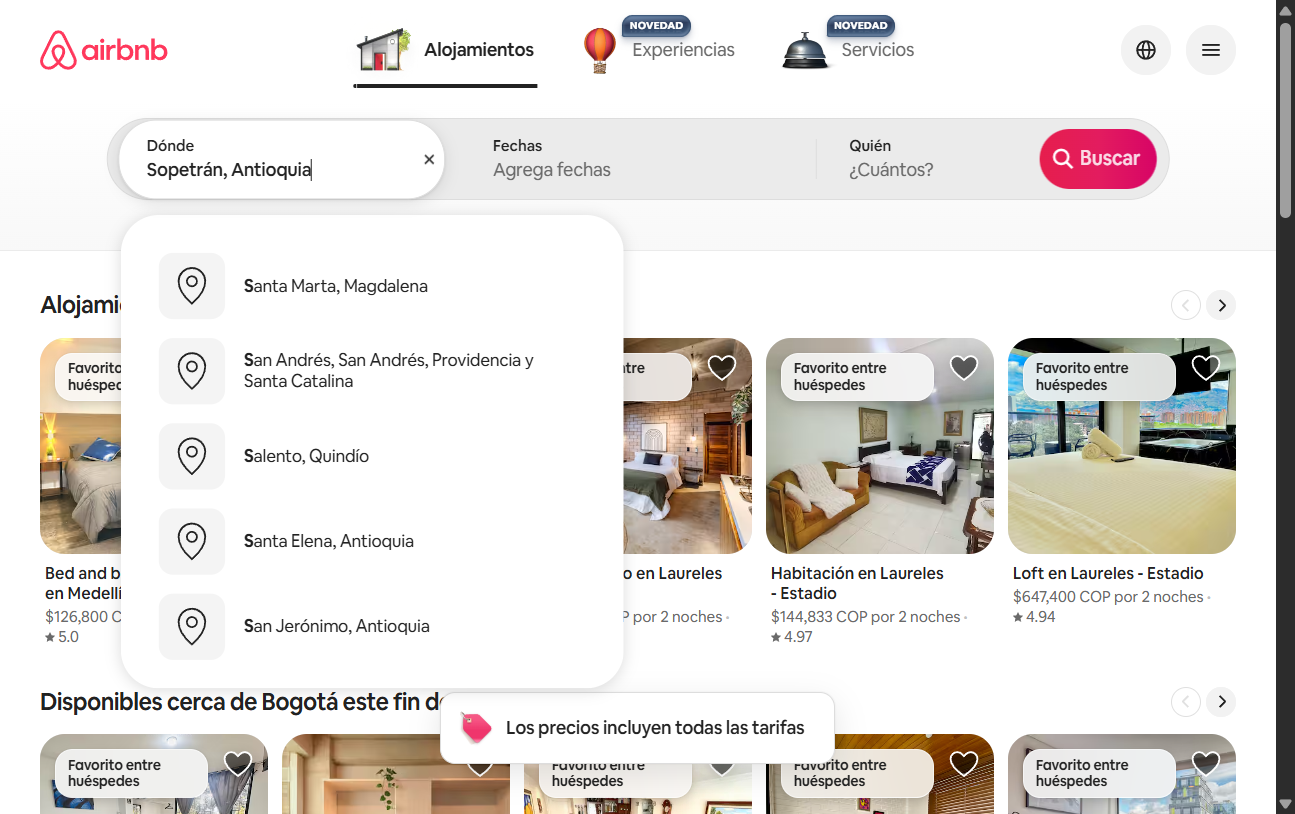 airbnb
Alojamientos
NOVEDAD
Experiencias
NOVEDAD
Servicios
Dónde
Sopetrán, Antioquia
Fechas
Agrega fechas
Quién
¿Cuántos?
Buscar
Santa Marta, Magdalena
San Andrés, San Andrés, Providencia y
Santa Catalina
Salento, Quindío
Santa Elena, Antioquia
San Jerónimo, Antioquia
Alojami
Favorito
huéspec
Bed and b
en Medellí
$126,800 C
5.0
ntre
o en Laureles
P por 2 noches ·
Favorito entre
huéspedes
Habitación en Laureles
- Estadio
$144,833 COP por 2 noches ·
4.97
Favorito entre
huéspedes
Loft en Laureles - Estadio
$647,400 COP por 2 noches ·
4.94
Disponibles cerca de Bogotá este fin de
Los precios incluyen todas las tarifas
Favorito entre
huéspedes
Favorito entre
huéspedes
Favorito entre
huéspedes
Favorito entre
huéspedes